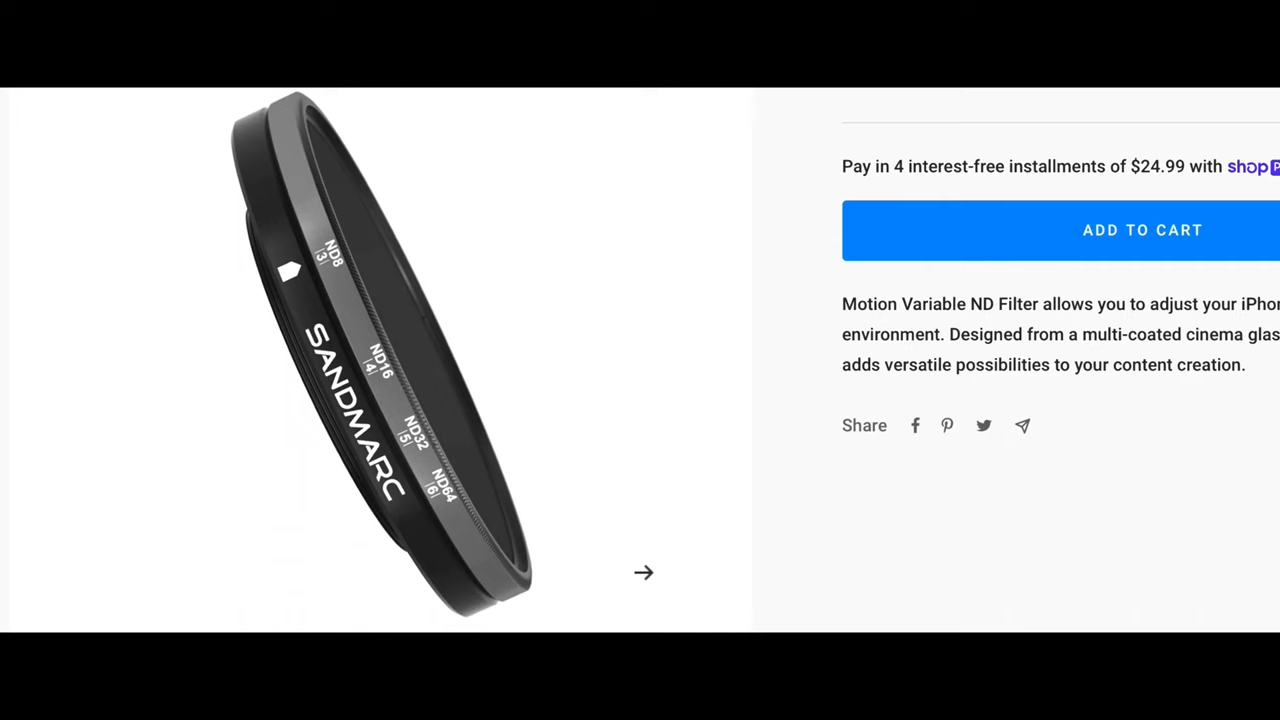 ND8
|3|
ND16
|4|
ND32
|5|
ND64
|6|
SANDMARC
Pay in 4 interest-free installments of $24.99 with shop
ADD TO CART
Motion Variable ND Filter allows you to adjust your
environment. Designed from a multi-coated cinema
adds versatile possibilities to your content creation.
Share